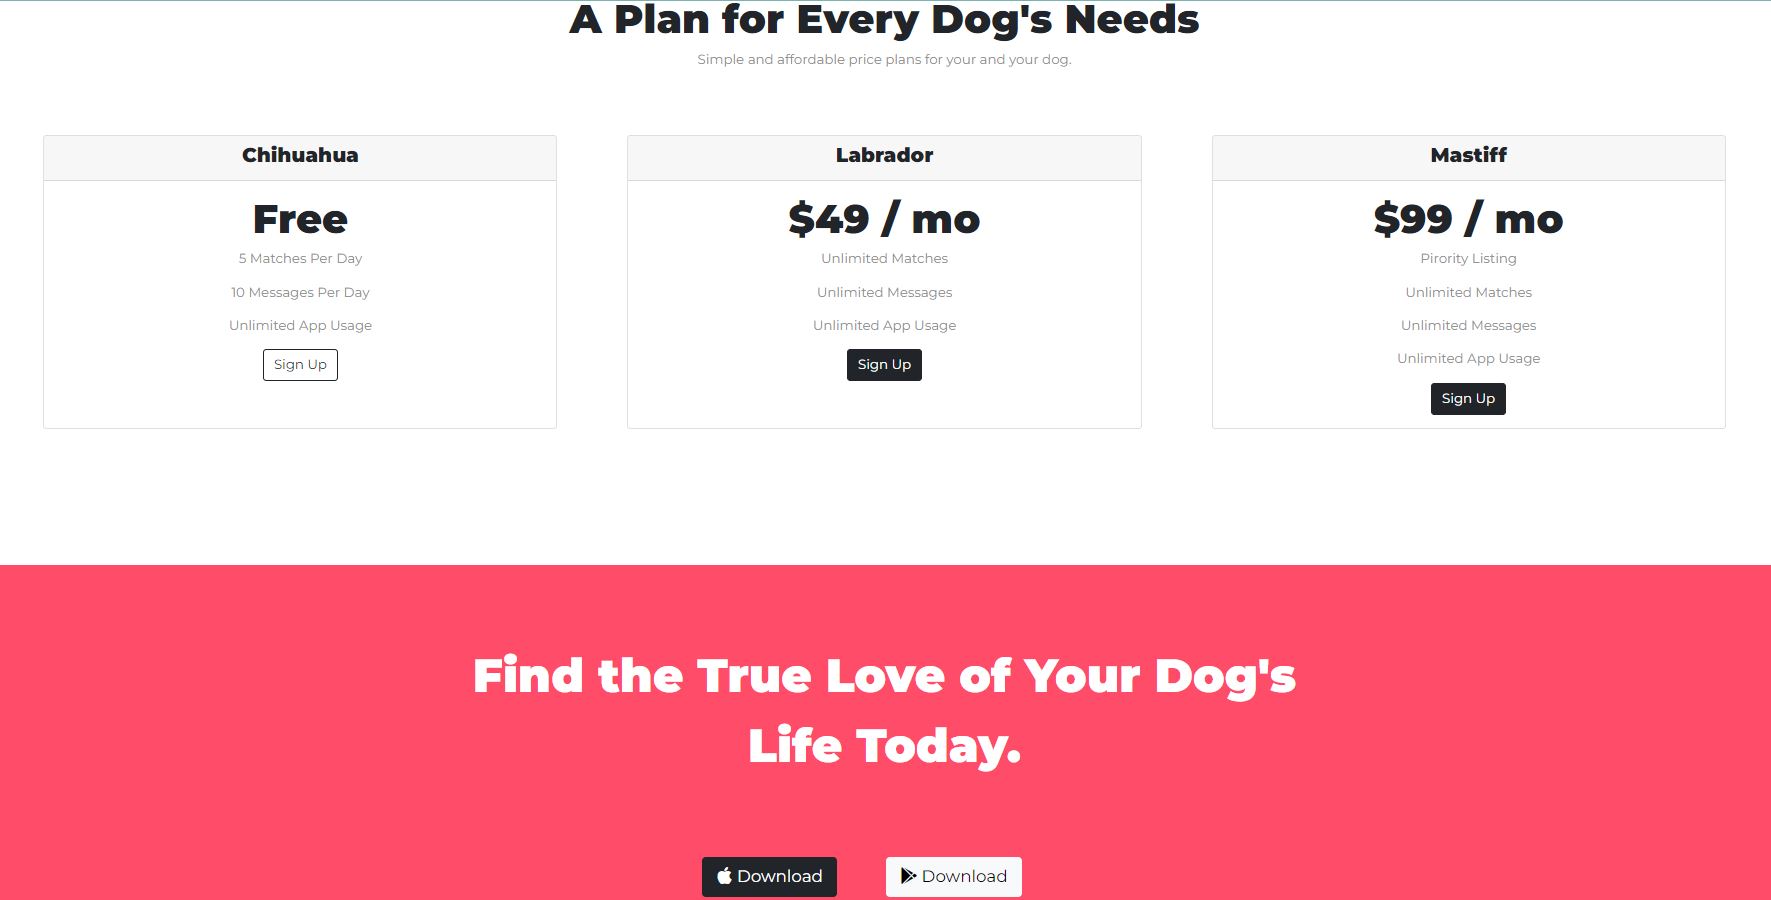 A Plan for Every Dog's Needs
Simple and affordable price plans for your and your dog.
Chihuahua
Free
5 Matches Per Day
10 Messages Per Day
Unlimited App Usage
Sign Up
Labrador
$49 / mo
Unlimited Matches
Unlimited Messages
Unlimited App Usage
Sign Up
Mastiff
$99 / mo
Pirority Listing
Unlimited Matches
Unlimited Messages
Unlimited App Usage
Sign Up
Find the True Love of Your Dog's
Life Today.
Download
Download